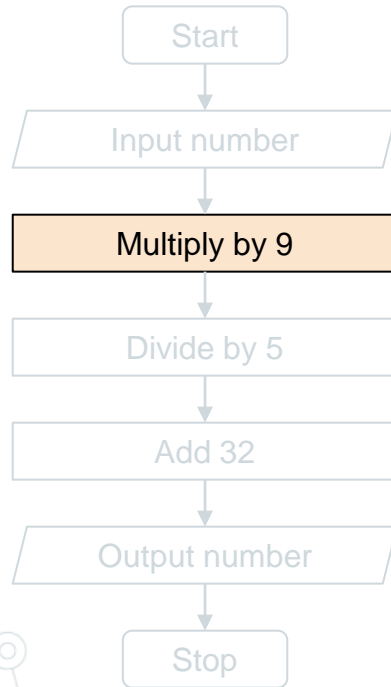 Start
Input number
Multiply by 9
Divide by 5
Add 32
Output number
Stop